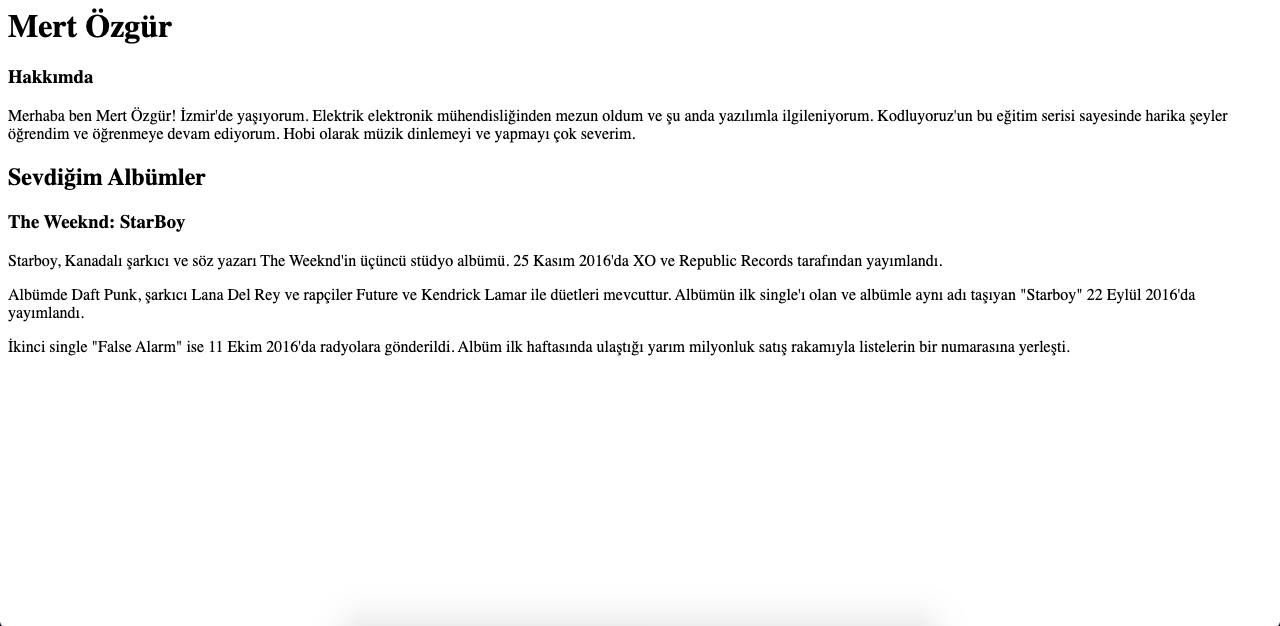 Mert Özgür
Hakkımda
Merhaba ben Mert Özgür! İzmir'de yaşıyorum. Elektrik elektronik mühendisliğinden mezun oldum ve şu anda yazılımla ilgileniyorum. Kodluyoruz'un bu eğitim serisi sayesinde harika şeyler
öğrendim ve öğrenmeye devam ediyorum. Hobi olarak müzik dinlemeyi ve yapmayı çok severim.
Sevdiğim Albümler
The Weeknd: StarBoy
Starboy, Kanadalı şarkıcı ve söz yazarı The Weeknd'in üçüncü stüdyo albümü. 25 Kasım 2016'da XO ve Republic Records tarafından yayımlandı.
Albümde Daft Punk, şarkıcı Lana Del Rey ve rapçiler Future ve Kendrick Lamar ile düetleri mevcuttur. Albümün ilk single'ı olan ve albümle aynı adı taşıyan "Starboy" 22 Eylül 2016'da
yayımlandı.
İkinci single "False Alarm" ise 11 Ekim 2016'da radyolara gönderildi. Albüm ilk haftasında ulaştığı yarım milyonluk satış rakamıyla listelerin bir numarasına yerleşti.